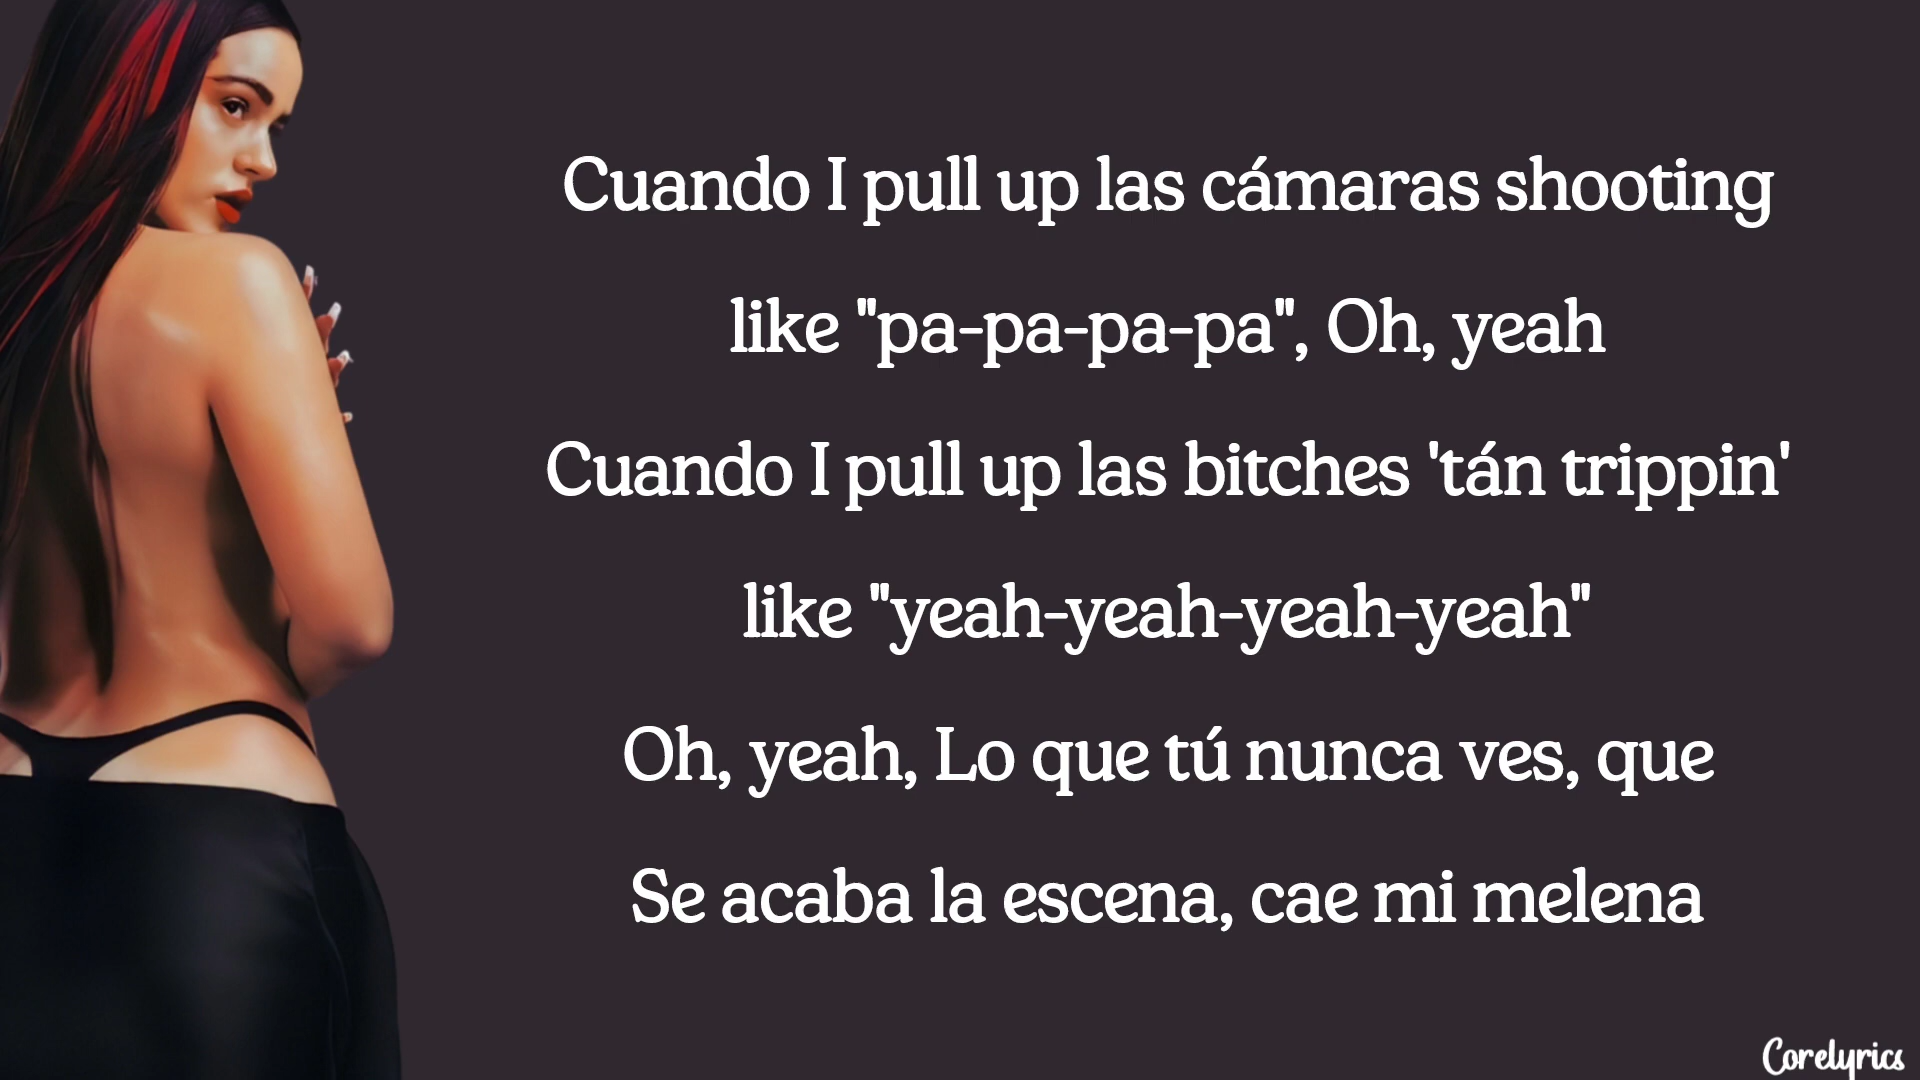 Cuando I pull up las cámaras shooting
like "pa-pa-pa-pa", Oh, yeah
Cuando I pull up las bitches 'tán trippin'
like "yeah-yeah-yeah-yeah"
Oh, yeah, Lo que tú nunca ves, que
Se acaba la escena, cae mi melena
Corelyrics